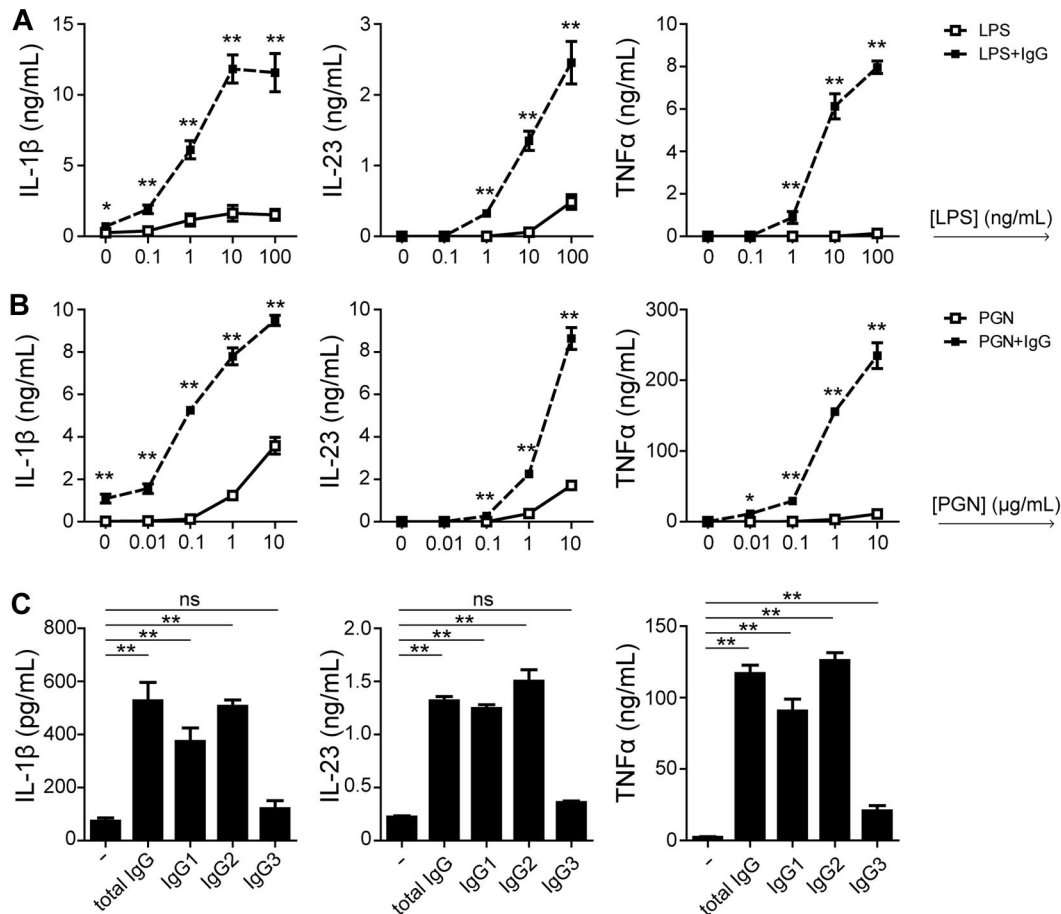 A
IL-1β (ng/mL)
15
10
5
0
* ** ** ** **
0 0.1 1 10 100
IL-23 (ng/mL)
3
2
1
0
** ** **
0 0.1 1 10 100
TNFα (ng/mL)
10
8
6
4
2
0
** ** **
0 0.1 1 10 100
LPS
LPS+IgG
[LPS] (ng/mL)
B
IL-1β (ng/mL)
10
8
6
4
2
0
** ** ** ** **
0 0.01 0.1 1 10
IL-23 (ng/mL)
10
8
6
4
2
0
** ** **
0 0.01 0.1 1 10
TNFα (ng/mL)
300
200
100
0
* ** ** **
0 0.01 0.1 1 10
PGN
PGN+IgG
[PGN] (µg/mL)
C
IL-1β (pg/mL)
800
600
400
200
0
ns
**
**
**
- total IgG IgG1 IgG2 IgG3
IL-23 (ng/mL)
2.0
1.5
1.0
0.5
0.0
ns
**
**
**
- total IgG IgG1 IgG2 IgG3
TNFα (ng/mL)
150
100
50
0
**
**
**
**
- total IgG IgG1 IgG2 IgG3